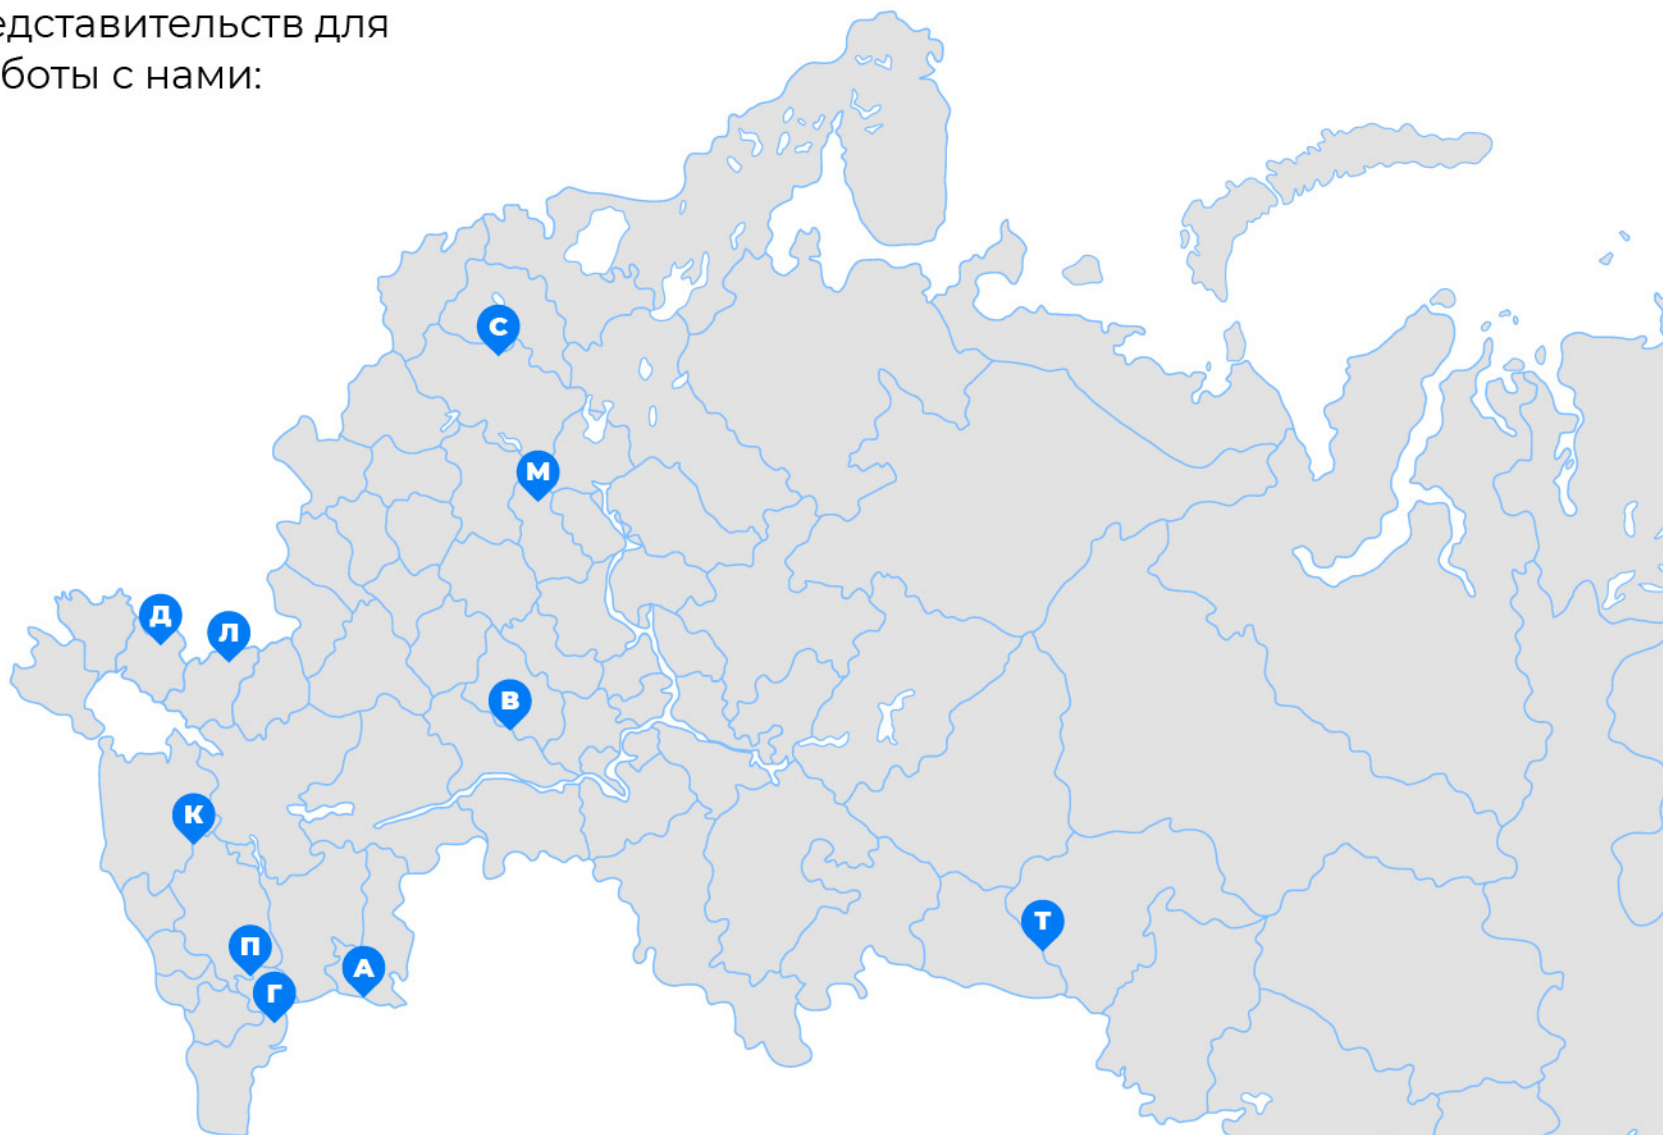 едставительств для
боты с нами:
С
М
Д
Л
В
К
Т
П
А
Г